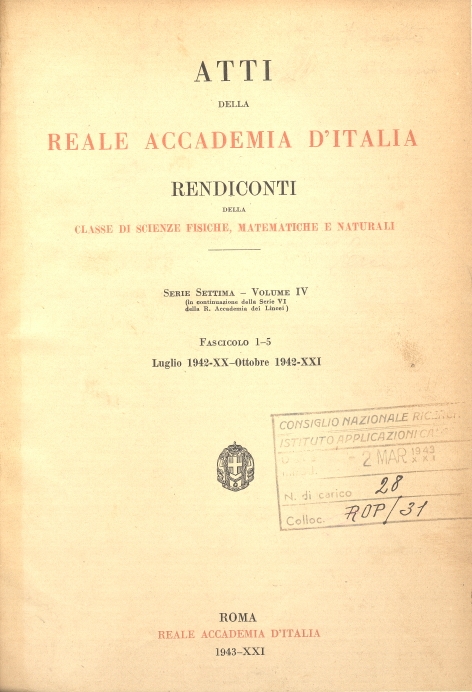 ATTI
DELLA
REALE ACCADEMIA D'ITALIA
RENDICONTI
DELLA
CLASSE DI SCIENZE FISICHE, MATEMATICHE E NATURALI
SERIE SETTIMA – VOLUME IV
(in continuazione dalla Serie VI
della R. Accademia dei Lincei)
FASCICOLO 1–5
Luglio 1942-XX–Ottobre 1942-XXI
CONSIGLIO NAZIONALE
ISTITUTO APPLICAZIONI
- 2 MAR 1943
XXI
N. di carico 28
Colloc. ROP/31
ROMA
REALE ACCADEMIA D'ITALIA
1943–XXI